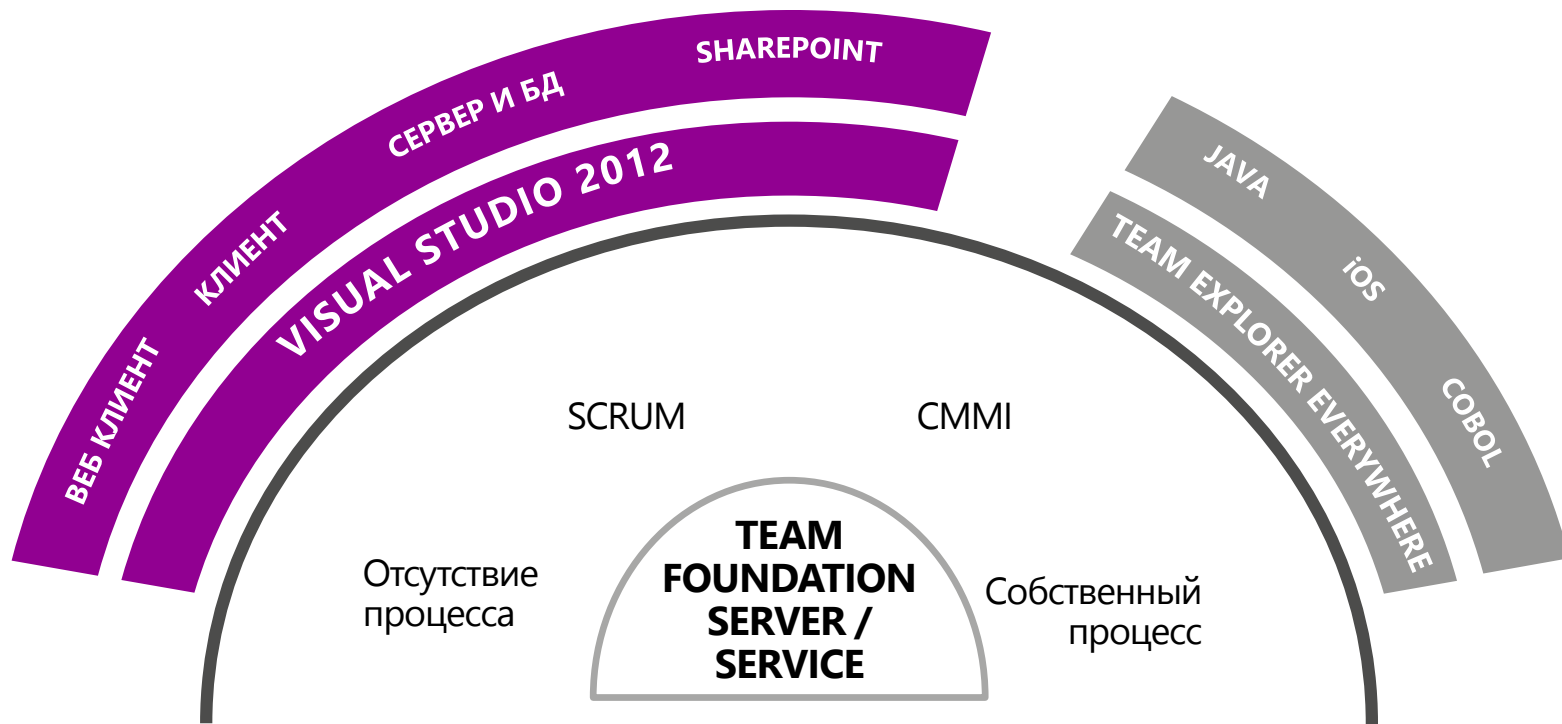 SHAREPOINT
СЕРВЕР И БД
КЛИЕНТ
ВЕБ КЛИЕНТ
VISUAL STUDIO 2012
JAVA
iOS
COBOL
TEAM EXPLORER EVERYWHERE
SCRUM
CMMI
Отсутствие
процесса
TEAM
FOUNDATION
SERVER /
SERVICE
Собственный
процесс